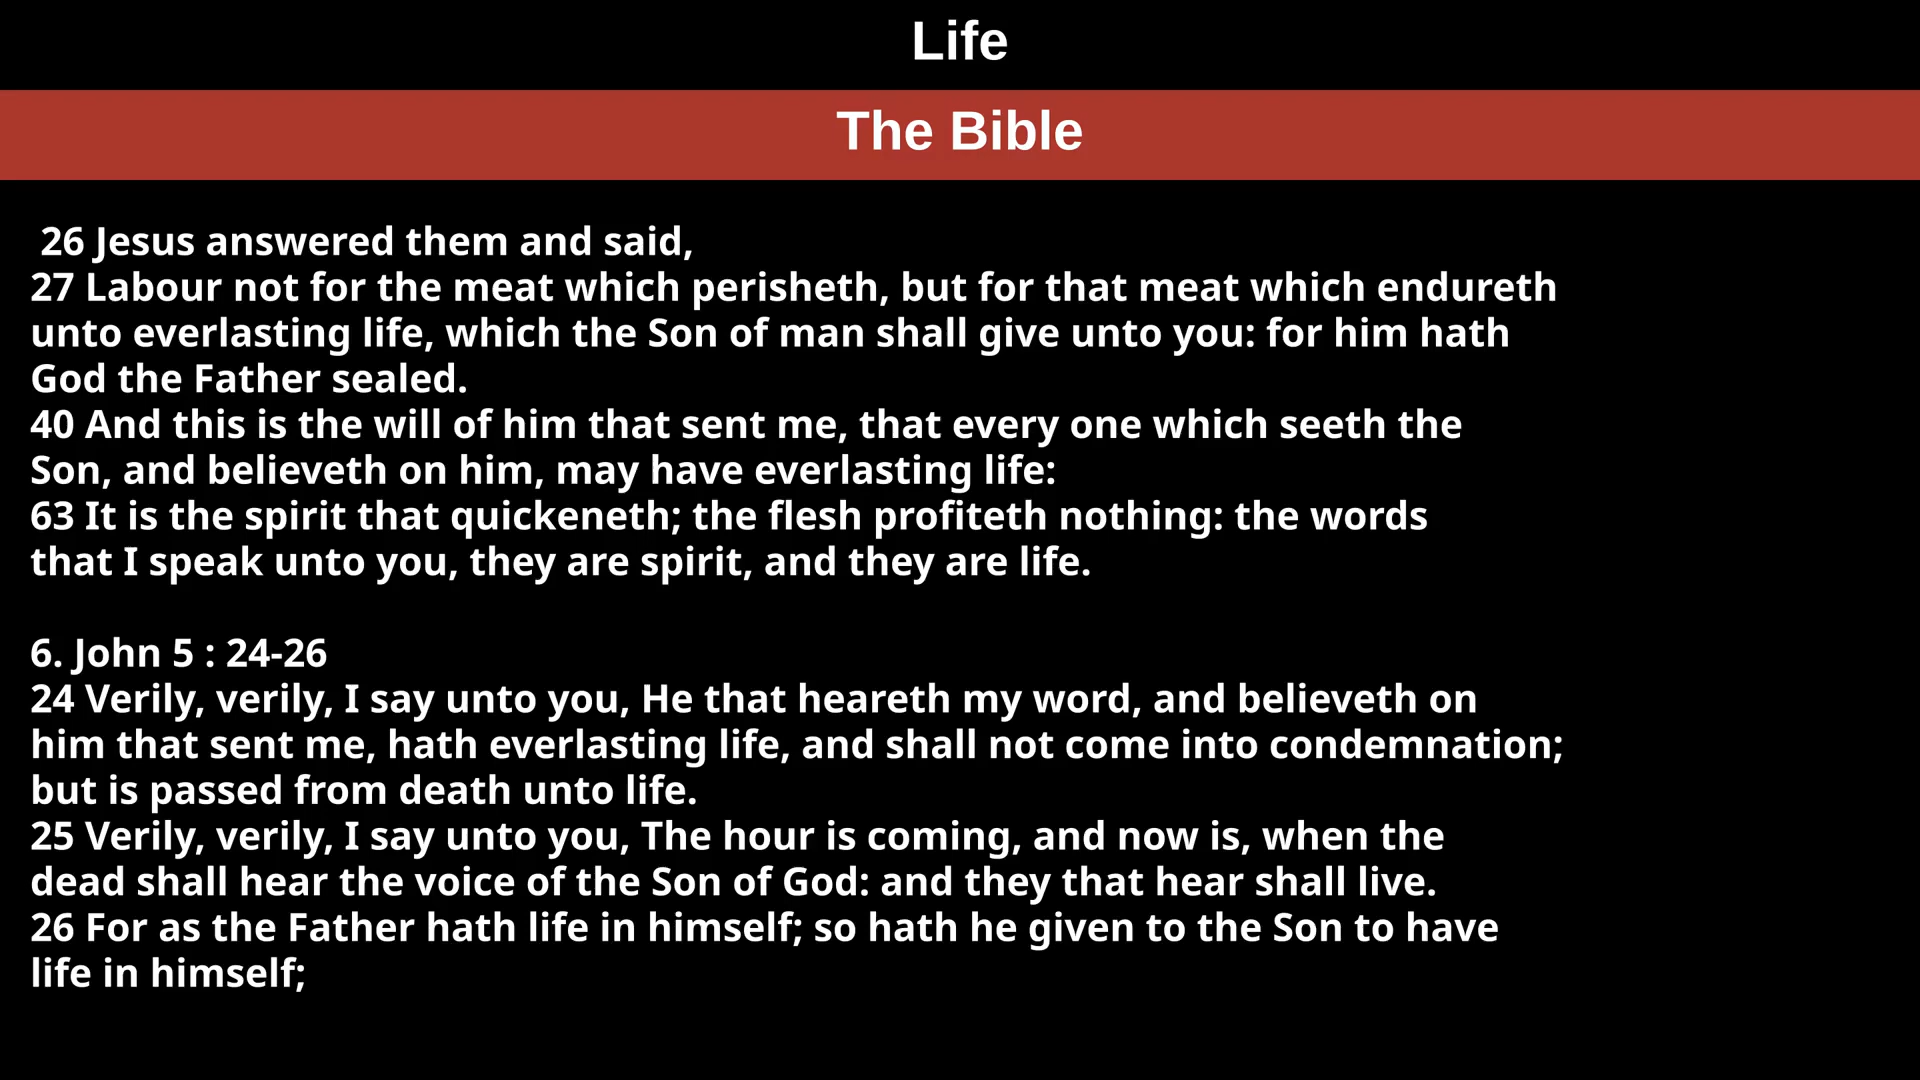 Life
The Bible
26 Jesus answered them and said,
27 Labour not for the meat which perisheth, but for that meat which endureth
unto everlasting life, which the Son of man shall give unto you: for him hath
God the Father sealed.
40 And this is the will of him that sent me, that every one which seeth the
Son, and believeth on him, may have everlasting life:
63 It is the spirit that quickeneth; the flesh profiteth nothing: the words
that I speak unto you, they are spirit, and they are life.
6. John 5 : 24-26
24 Verily, verily, I say unto you, He that heareth my word, and believeth on
him that sent me, hath everlasting life, and shall not come into condemnation;
but is passed from death unto life.
25 Verily, verily, I say unto you, The hour is coming, and now is, when the
dead shall hear the voice of the Son of God: and they that hear shall live.
26 For as the Father hath life in himself; so hath he given to the Son to have
life in himself;